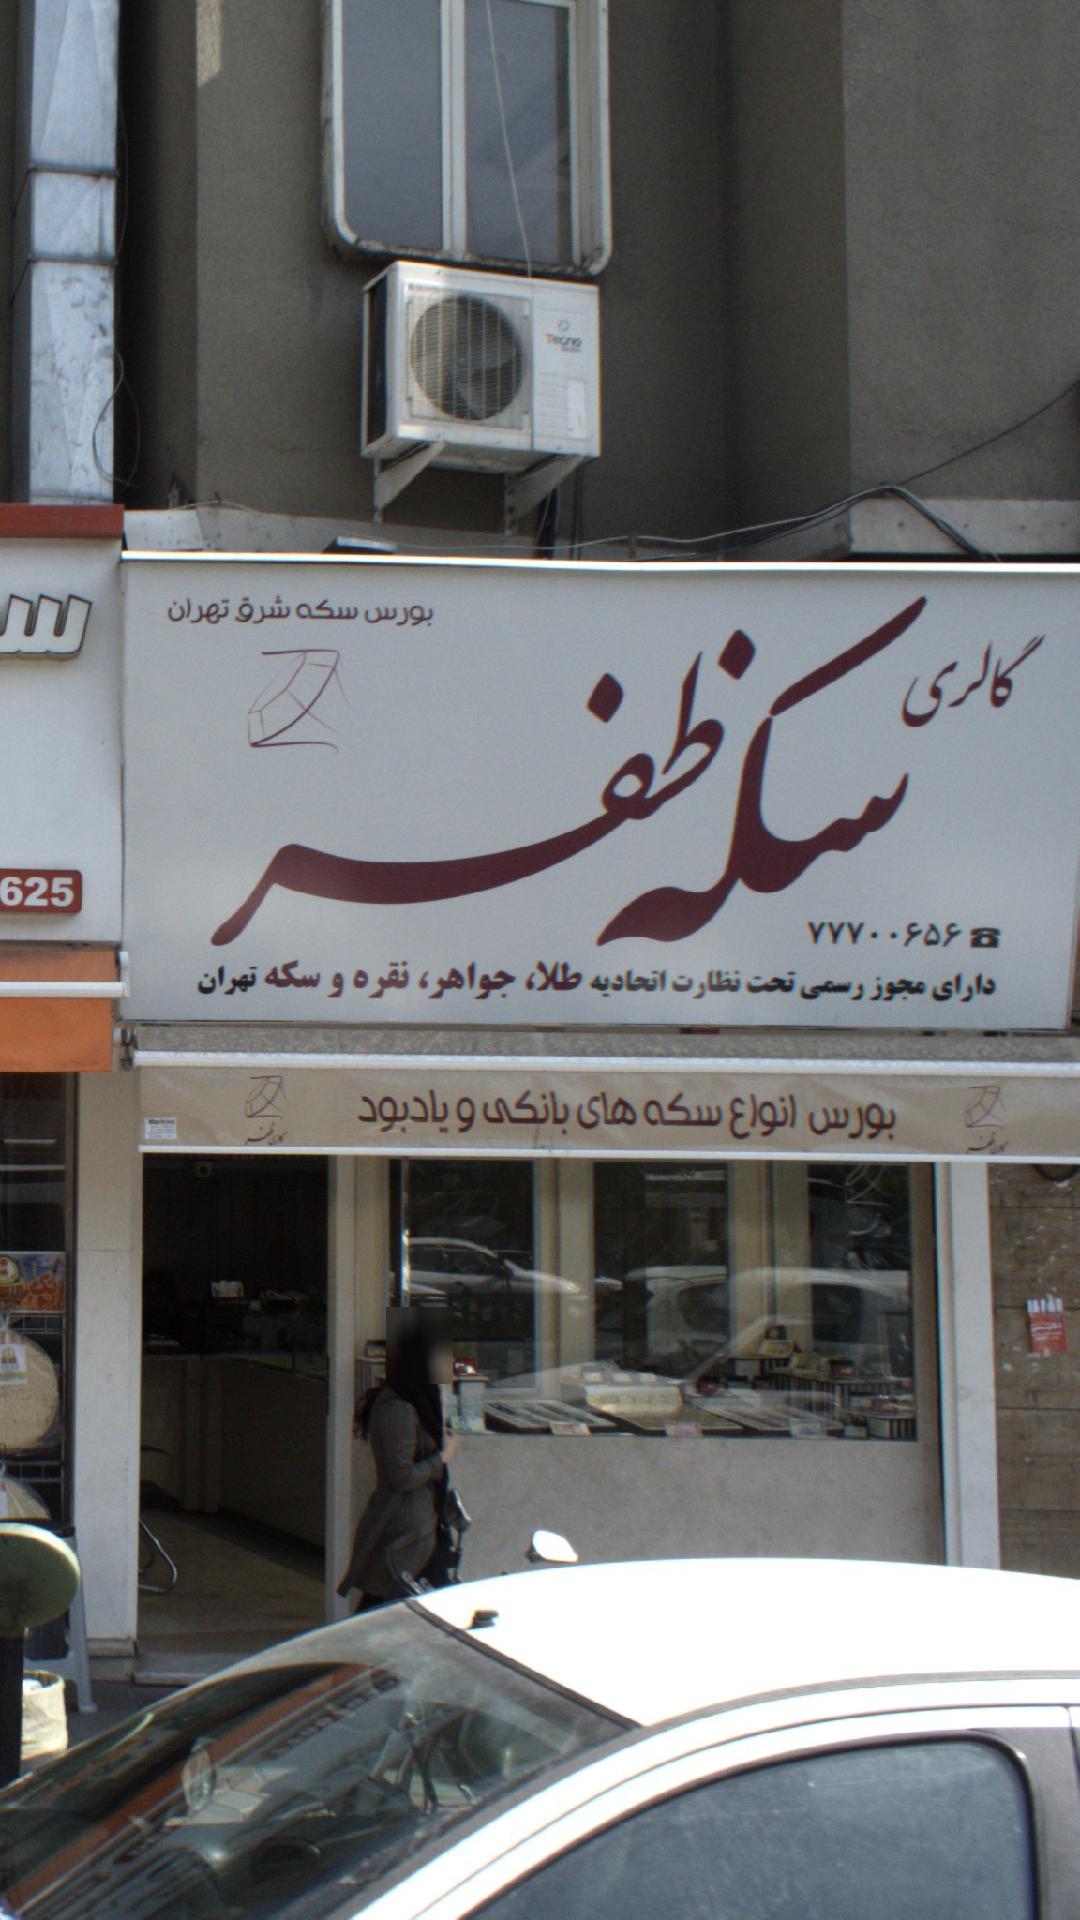 Tecno
بورس سکه شرق تهران
گالری
سکه ظفر
۷۷۷۰۰۶۵۶
دارای مجوز رسمی تحت نظارت اتحادیه طلا، جواهر، نقره و سکه تهران
625
بورس انواع سکه های بانکی و یادبود